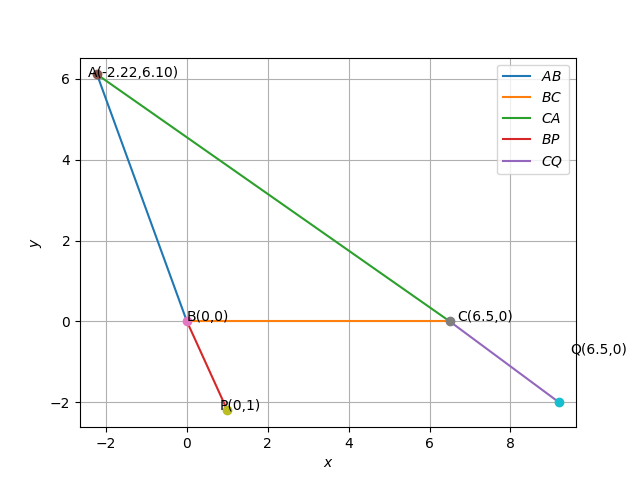 A(-2.22,6.10)
AB
BC
CA
BP
CQ
6
4
2
0
−2
y
B(0,0)
C(6.5,0)
Q(6.5,0)
P(0,1)
−2 0 2 4 6 8
x